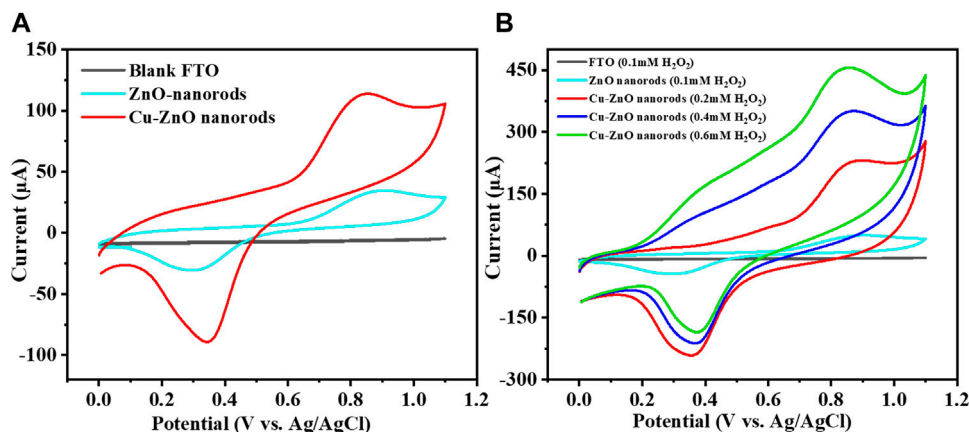 A
Blank FTO
ZnO-nanorods
Cu-ZnO nanorods
Current (µA)
150
100
50
0
-50
-100
0.0 0.2 0.4 0.6 0.8 1.0 1.2
Potential (V vs. Ag/AgCl)
B
FTO (0.1mM H₂O₂)
ZnO nanorods (0.1mM H₂O₂)
Cu-ZnO nanorods (0.2mM H₂O₂)
Cu-ZnO nanorods (0.4mM H₂O₂)
Cu-ZnO nanorods (0.6mM H₂O₂)
Current (µA)
450
300
150
0
-150
-300
0.0 0.2 0.4 0.6 0.8 1.0 1.2
Potential (V vs. Ag/AgCl)